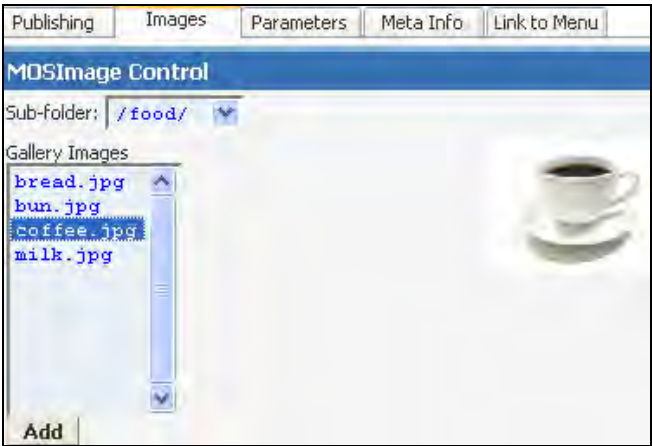 Publishing Images Parameters Meta Info Link to Menu
MOSImage Control
Sub-folder: /food/
Gallery Images
bread.jpg
bun.jpg
coffee.jpg
milk.jpg
Add